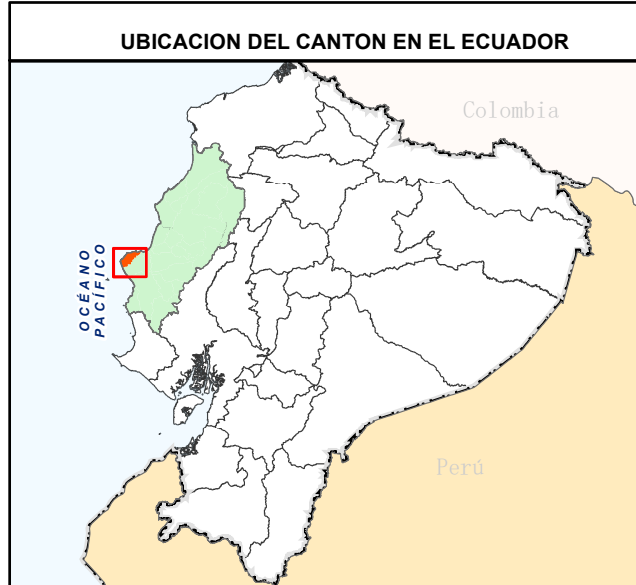 UBICACION DEL CANTON EN EL ECUADOR
Colombia
OCÉANO
PACÍFICO
Perú